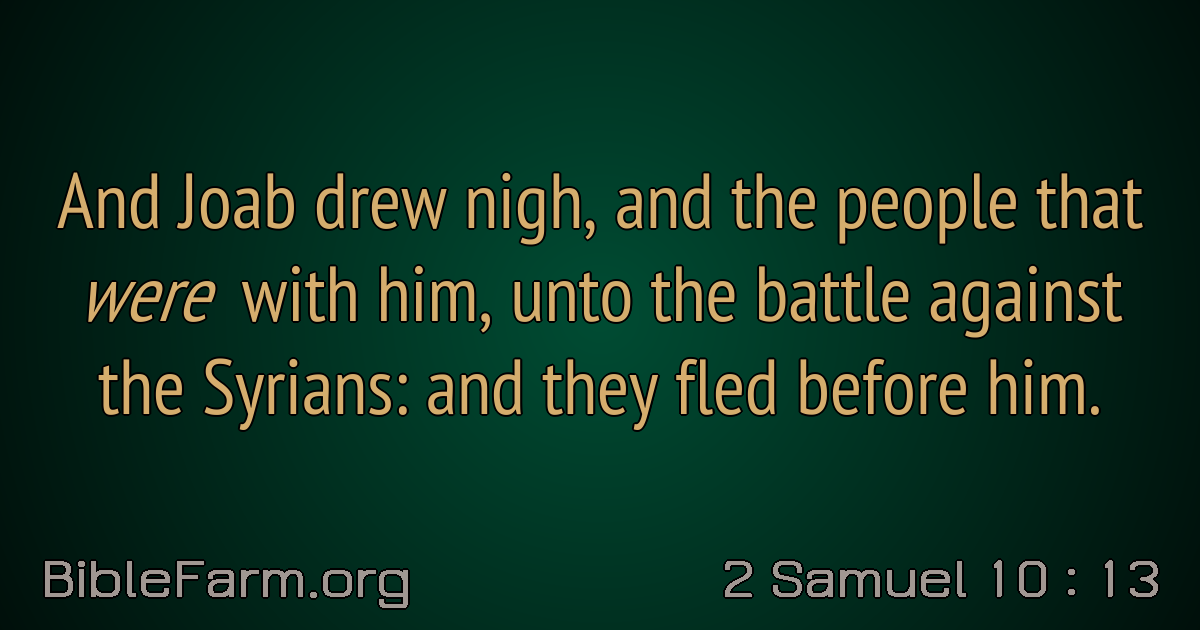 And Joab drew nigh, and the people that
were with him, unto the battle against
the Syrians: and they fled before him.
BibleFarm.org
2 Samuel 10 : 13